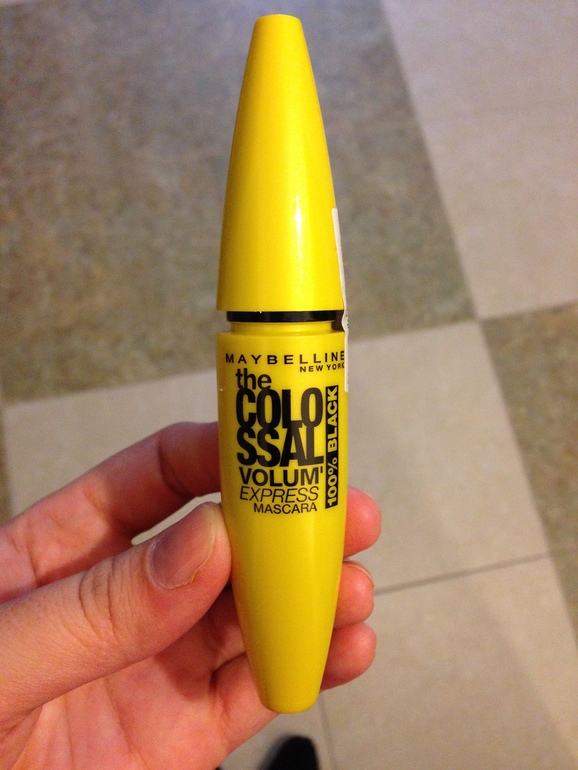 MAYBELLINE
NEW YORK
the
COLO
SSAL
VOLUM'
EXPRESS
MASCARA
100% BLACK